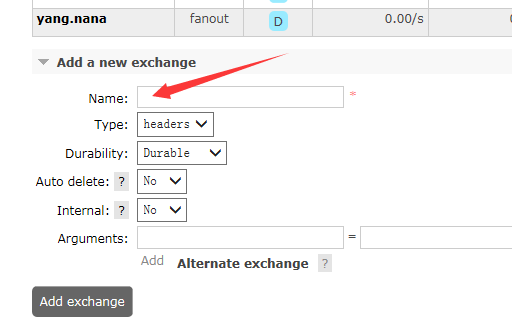 yang.nana fanout D 0.00/s
Add a new exchange
Name: *
Type: headers
Durability: Durable
Auto delete: ? No
Internal: ? No
Arguments: =
Add Alternate exchange ?
Add exchange